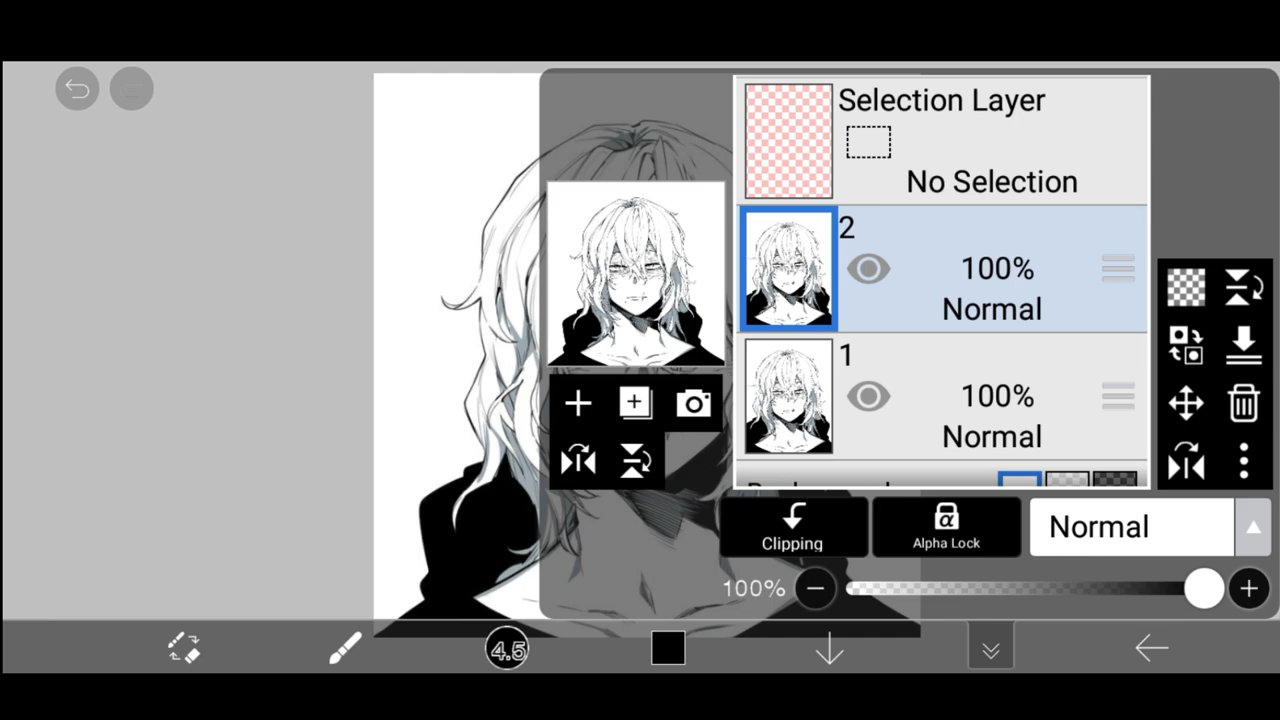 Selection Layer
No Selection
2
100%
Normal
1
100%
Normal
Clipping
Alpha Lock
Normal
100%
4.5